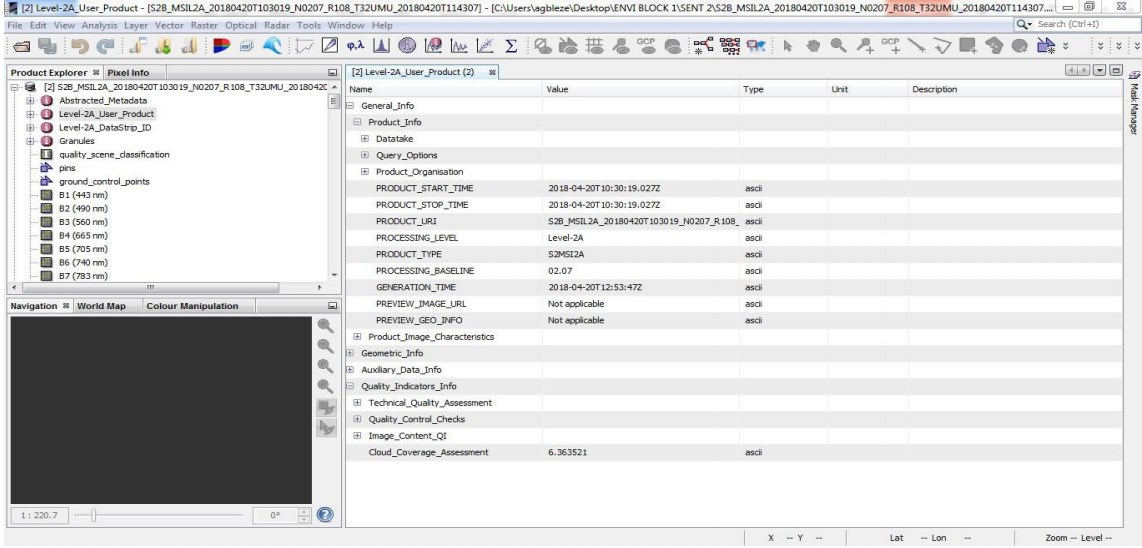 [2] Level-2A_User_Product - [S2B_MSIL2A_20180420T103019_N0207_R108_T32UMU_20180420T114307] - [C:\Users\agbleze\Desktop\ENVI BLOCK 1\SENT 2\S2B_MSIL2A_20180420T103019_N0207_R108_T32UMU_20180420T114307....
File Edit View Analysis Layer Vector Raster Optical Radar Tools Window Help
Search (Ctrl+I)
φ,λ Σ GCP GCP
Product Explorer Pixel Info
[2] S2B_MSIL2A_20180420T103019_N0207_R108_T32UMU_2018042
Abstracted_Metadata
Level-2A_User_Product
Level-2A_DataStrip_ID
Granules
quality_scene_classification
pins
ground_control_points
B1 (443 nm)
B2 (490 nm)
B3 (560 nm)
B4 (665 nm)
B5 (705 nm)
B6 (740 nm)
B7 (783 nm)
Navigation World Map Colour Manipulation
1 : 220.7 0°
[2] Level-2A_User_Product (2)
Name Value Type Unit Description
General_Info
Product_Info
Datatake
Query_Options
Product_Organisation
PRODUCT_START_TIME 2018-04-20T10:30:19.027Z ascii
PRODUCT_STOP_TIME 2018-04-20T10:30:19.027Z ascii
PRODUCT_URI S2B_MSIL2A_20180420T103019_N0207_R108_ ascii
PROCESSING_LEVEL Level-2A ascii
PRODUCT_TYPE S2MSI2A ascii
PROCESSING_BASELINE 02.07 ascii
GENERATION_TIME 2018-04-20T12:53:47Z ascii
PREVIEW_IMAGE_URL Not applicable ascii
PREVIEW_GEO_INFO Not applicable ascii
Product_Image_Characteristics
Geometric_Info
Auxiliary_Data_Info
Quality_Indicators_Info
Technical_Quality_Assessment
Quality_Control_Checks
Image_Content_QI
Cloud_Coverage_Assessment 6.363521 ascii
Mask Manager
X -- Y -- Lat -- Lon -- Zoom -- Level --